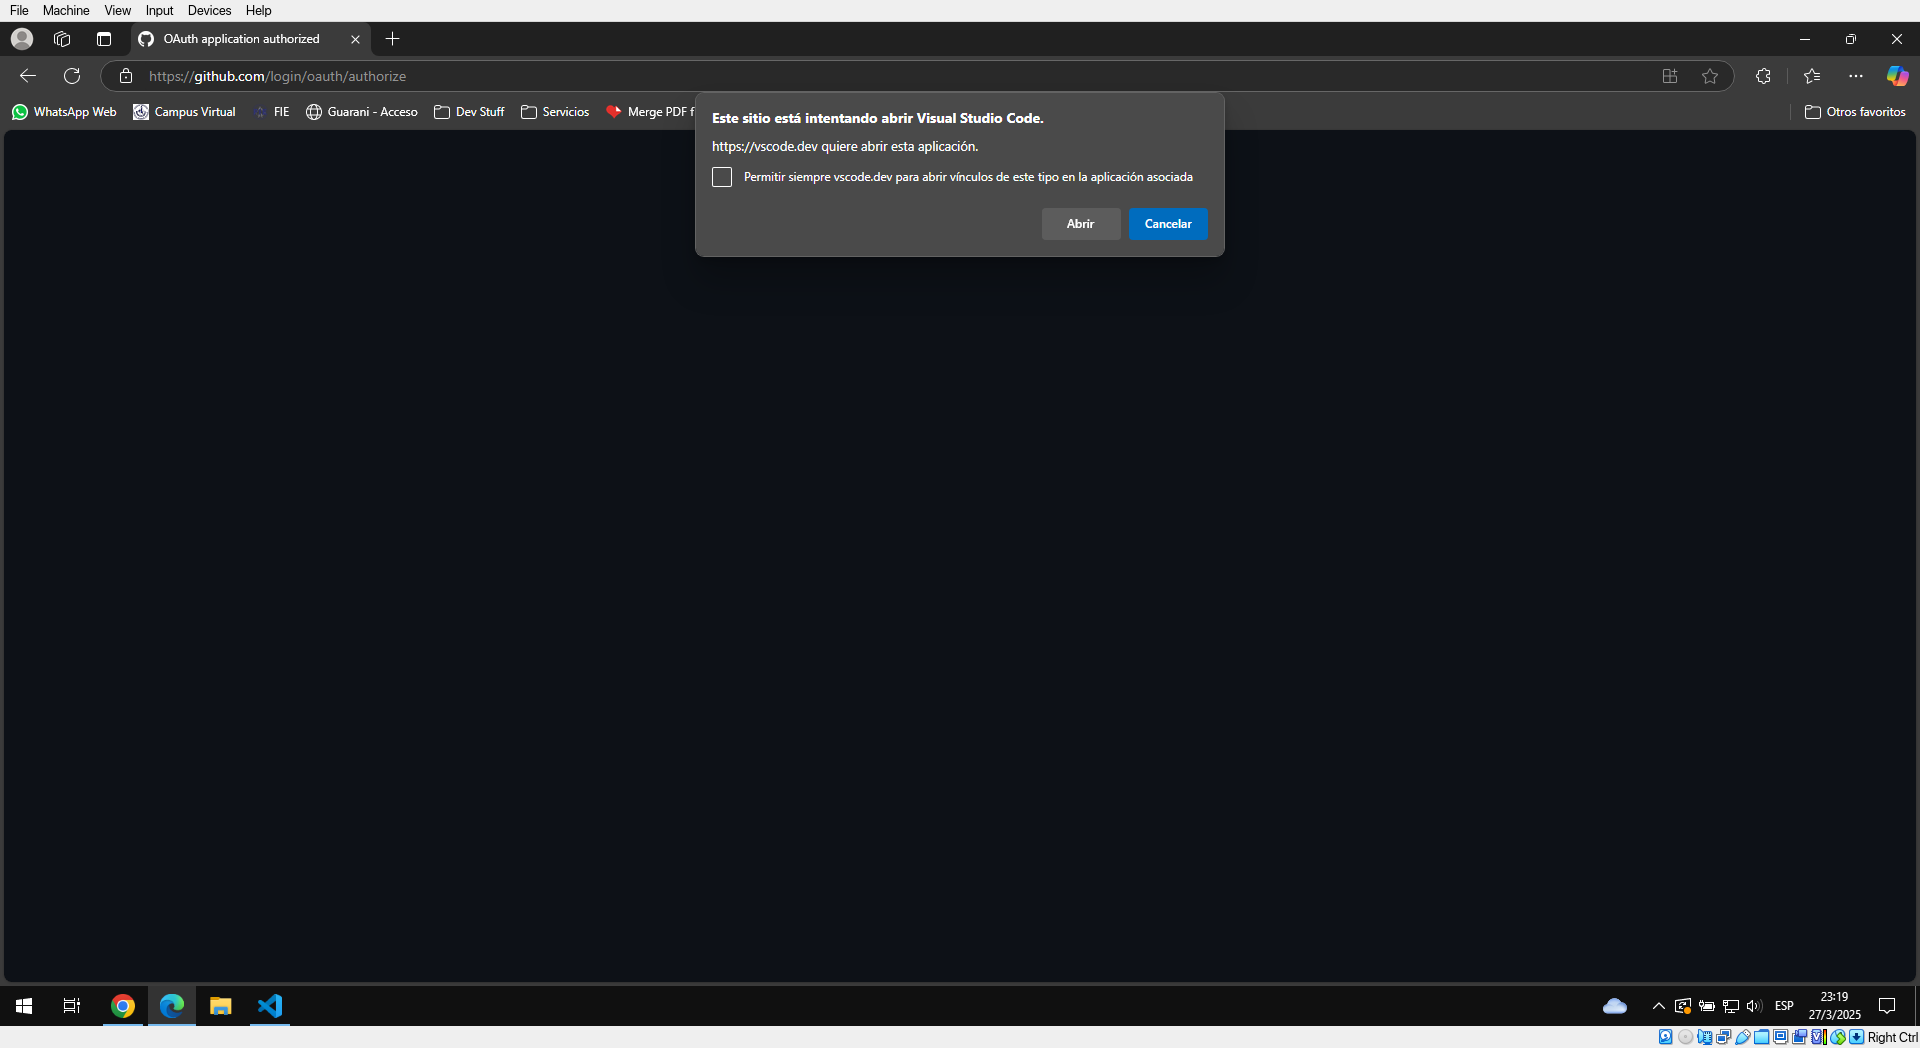 File Machine View Input Devices Help
OAuth application authorized
https://github.com/login/oauth/authorize
WhatsApp Web Campus Virtual FIE Guarani - Acceso Dev Stuff Servicios Merge PDF f Otros favoritos
Este sitio está intentando abrir Visual Studio Code.
https://vscode.dev quiere abrir esta aplicación.
Permitir siempre vscode.dev para abrir vínculos de este tipo en la aplicación asociada
Abrir Cancelar
ESP
23:19
27/3/2025
Right Ctrl